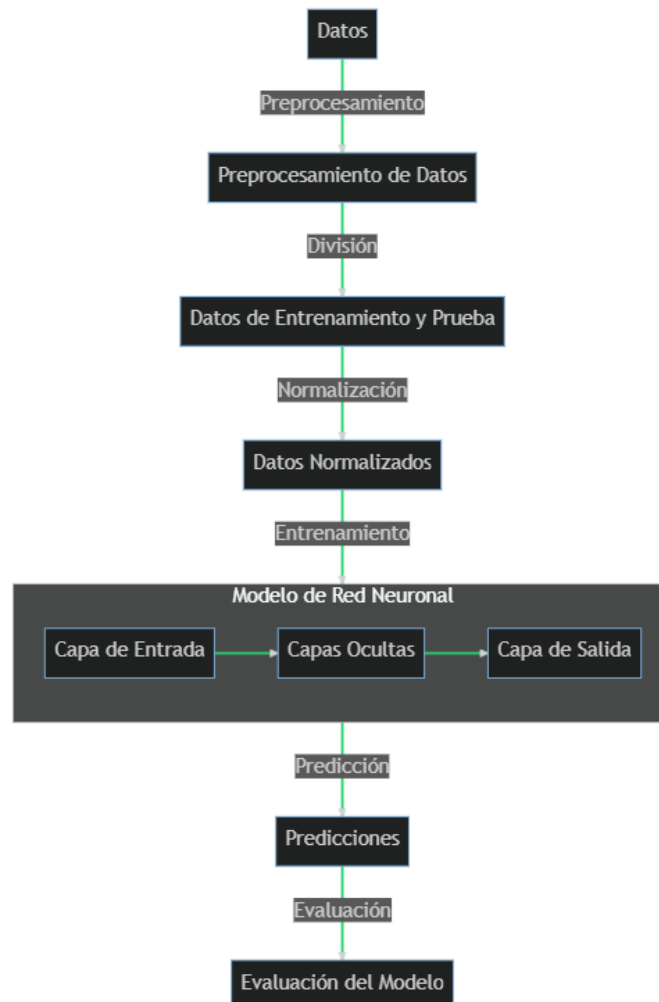 Datos
Preprocesamiento
Preprocesamiento de Datos
División
Datos de Entrenamiento y Prueba
Normalización
Datos Normalizados
Entrenamiento
Modelo de Red Neuronal
Capa de Entrada
Capas Ocultas
Capa de Salida
Predicción
Predicciones
Evaluación
Evaluación del Modelo